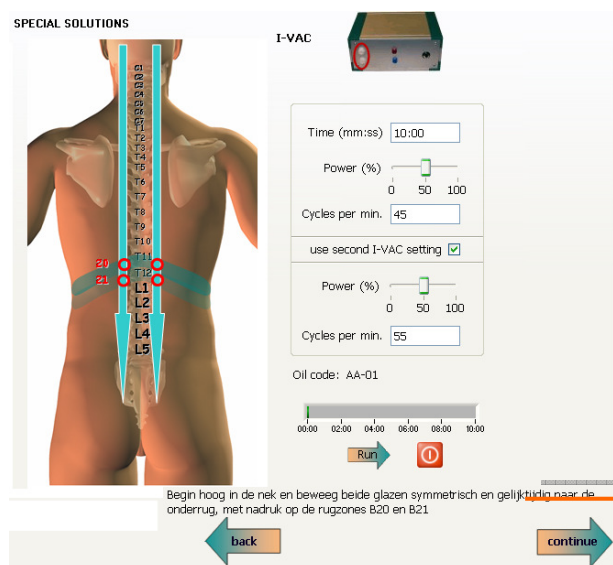 SPECIAL SOLUTIONS
I-VAC
C1
C2
C3
C4
C5
C6
C7
T1
T2
T3
T4
T5
T6
T7
T8
T9
T10
T11
20
T12
21
L1
L2
L3
L4
L5
Time (mm:ss) 10:00
Power (%)
0 50 100
Cycles per min. 45
use second I-VAC setting
Power (%)
0 50 100
Cycles per min. 55
Oil code: AA-01
00:00 02:00 04:00 06:00 08:00 10:00
Run
Begin hoog in de nek en beweeg beide glazen symmetrisch en gelijktijdig naar de
onderrug, met nadruk op de rugzones B20 en B21
back
continue